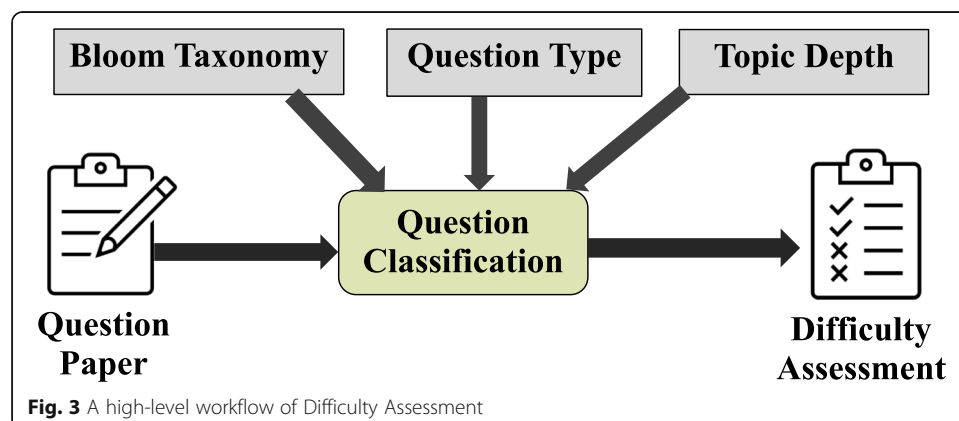 Bloom Taxonomy
Question Type
Topic Depth
Question
Classification
Question
Paper
Difficulty
Assessment
Fig. 3 A high-level workflow of Difficulty Assessment